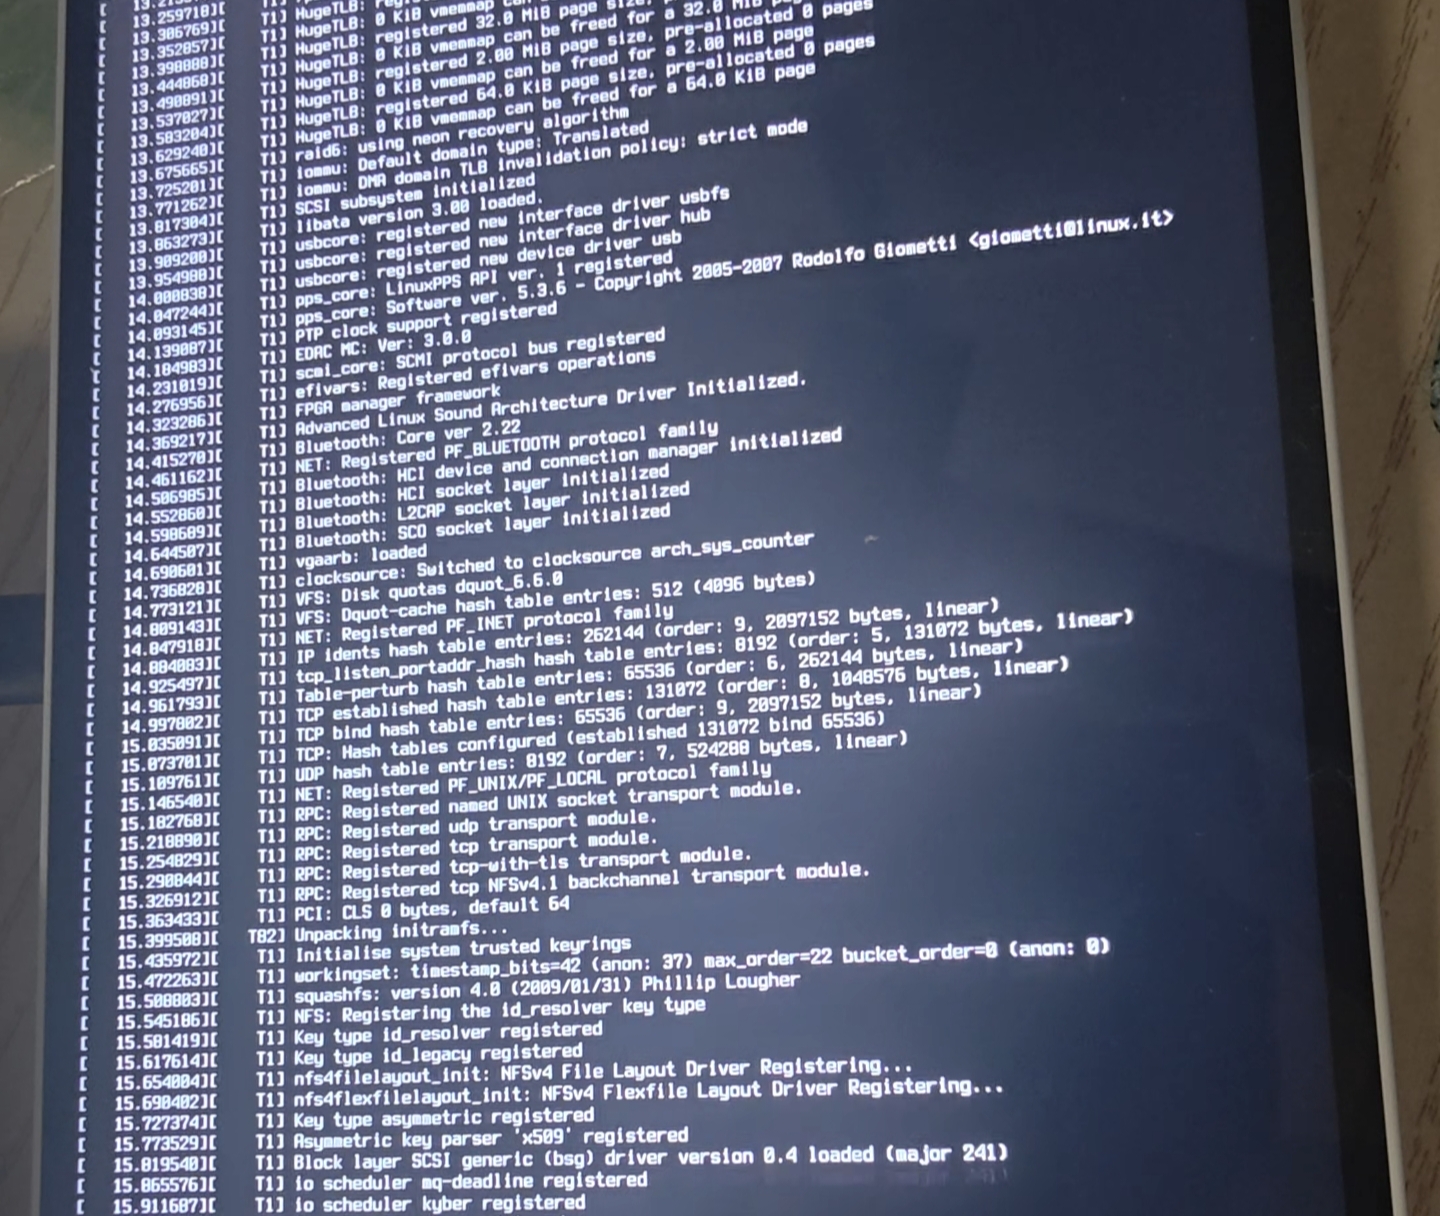 [ 13.306769][ T1] HugeTLB:
[ 13.352857][ T1] HugeTLB: 0 KiB vmemmap can
[ 13.398888][ T1] HugeTLB: registered 32.0 MiB page size,
[ 13.444868][ T1] HugeTLB: 0 KiB vmemmap can be freed for a 32.0 MiB page
[ 13.490891][ T1] HugeTLB: registered 2.00 MiB page size, pre-allocated 0 pages
[ 13.537027][ T1] HugeTLB: 0 KiB vmemmap can be freed for a 2.00 MiB page
[ 13.583204][ T1] HugeTLB: registered 64.0 KiB page size, pre-allocated 0 pages
[ 13.629240][ T1] HugeTLB: 0 KiB vmemmap can be freed for a 64.0 KiB page
[ 13.675665][ T1] raid6: using neon recovery algorithm
[ 13.725201][ T1] iommu: Default domain type: Translated
[ 13.771262][ T1] iommu: DMA domain TLB invalidation policy: strict mode
[ 13.817304][ T1] SCSI subsystem initialized
[ 13.863273][ T1] libata version 3.00 loaded.
[ 13.909208][ T1] usbcore: registered new interface driver usbfs
[ 13.954980][ T1] usbcore: registered new interface driver hub
[ 14.000838][ T1] usbcore: registered new device driver usb
[ 14.047244][ T1] pps_core: LinuxPPS API ver. 1 registered
[ 14.093145][ T1] pps_core: Software ver. 5.3.6 - Copyright 2005-2007 Rodolfo Giometti <giometti@linux.it>
[ 14.139087][ T1] PTP clock support registered
[ 14.184983][ T1] EDAC MC: Ver: 3.0.0
[ 14.231019][ T1] scmi_core: SCMI protocol bus registered
[ 14.276956][ T1] efivars: Registered efivars operations
[ 14.323286][ T1] FPGA manager framework
[ 14.369217][ T1] Advanced Linux Sound Architecture Driver Initialized.
[ 14.415270][ T1] Bluetooth: Core ver 2.22
[ 14.461162][ T1] NET: Registered PF_BLUETOOTH protocol family
[ 14.506985][ T1] Bluetooth: HCI device and connection manager initialized
[ 14.552860][ T1] Bluetooth: HCI socket layer initialized
[ 14.598689][ T1] Bluetooth: L2CAP socket layer initialized
[ 14.644507][ T1] Bluetooth: SCO socket layer initialized
[ 14.690601][ T1] vgaarb: loaded
[ 14.736820][ T1] clocksource: Switched to clocksource arch_sys_counter
[ 14.773121][ T1] VFS: Disk quotas dquot_6.6.0
[ 14.809143][ T1] VFS: Dquot-cache hash table entries: 512 (4096 bytes)
[ 14.847918][ T1] NET: Registered PF_INET protocol family
[ 14.884083][ T1] IP idents hash table entries: 262144 (order: 9, 2097152 bytes, linear)
[ 14.925497][ T1] tcp_listen_portaddr_hash hash table entries: 8192 (order: 5, 131072 bytes, linear)
[ 14.961793][ T1] Table-perturb hash table entries: 65536 (order: 6, 262144 bytes, linear)
[ 14.997802][ T1] TCP established hash table entries: 131072 (order: 8, 1048576 bytes, linear)
[ 15.035091][ T1] TCP bind hash table entries: 65536 (order: 9, 2097152 bytes, linear)
[ 15.073701][ T1] TCP: Hash tables configured (established 131072 bind 65536)
[ 15.109761][ T1] UDP hash table entries: 8192 (order: 7, 524288 bytes, linear)
[ 15.146540][ T1] NET: Registered PF_UNIX/PF_LOCAL protocol family
[ 15.182768][ T1] RPC: Registered named UNIX socket transport module.
[ 15.218890][ T1] RPC: Registered udp transport module.
[ 15.254829][ T1] RPC: Registered tcp transport module.
[ 15.290844][ T1] RPC: Registered tcp-with-tls transport module.
[ 15.326912][ T1] RPC: Registered tcp NFSv4.1 backchannel transport module.
[ 15.363433][ T1] PCI: CLS 0 bytes, default 64
[ 15.399508][ T82] Unpacking initramfs...
[ 15.435972][ T1] Initialise system trusted keyrings
[ 15.472263][ T1] workingset: timestamp_bits=42 (anon: 37) max_order=22 bucket_order=0 (anon: 0)
[ 15.508803][ T1] squashfs: version 4.0 (2009/01/31) Phillip Lougher
[ 15.545186][ T1] NFS: Registering the id_resolver key type
[ 15.581419][ T1] Key type id_resolver registered
[ 15.617614][ T1] Key type id_legacy registered
[ 15.654004][ T1] nfs4filelayout_init: NFSv4 File Layout Driver Registering...
[ 15.690402][ T1] nfs4flexfilelayout_init: NFSv4 Flexfile Layout Driver Registering...
[ 15.727374][ T1] Key type asymmetric registered
[ 15.773529][ T1] Asymmetric key parser 'x509' registered
[ 15.819540][ T1] Block layer SCSI generic (bsg) driver version 0.4 loaded (major 241)
[ 15.865576][ T1] io scheduler mq-deadline registered
[ 15.911687][ T1] io scheduler kyber registered